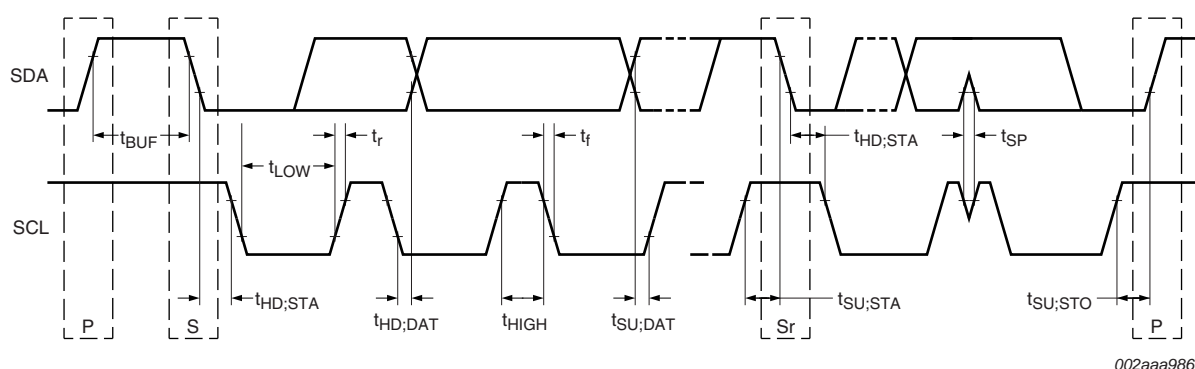 SDA
tBUF
tLOW
tr
tf
tHD;STA
tSP
SCL
tHD;STA
tHD;DAT
tHIGH
tSU;DAT
tSU;STA
tSU;STO
P
S
Sr
P
002aaa986